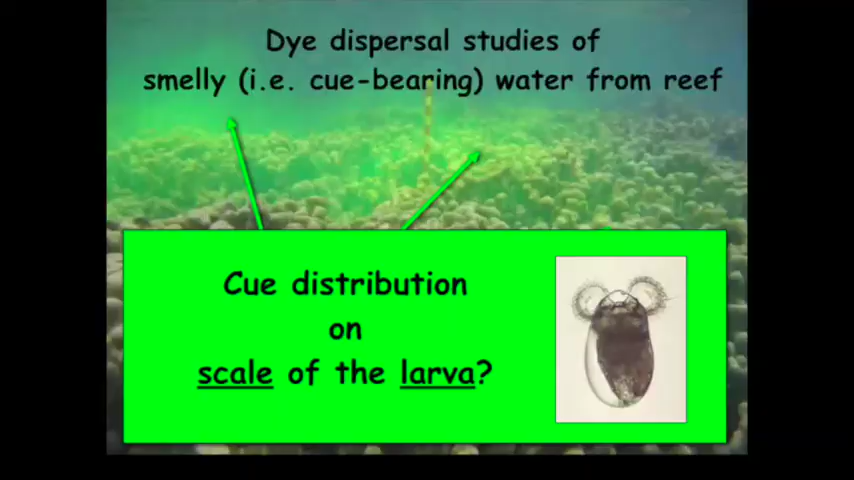 Dye dispersal studies of
smelly (i.e. cue-bearing) water from reef
Cue distribution
on
scale of the larva?